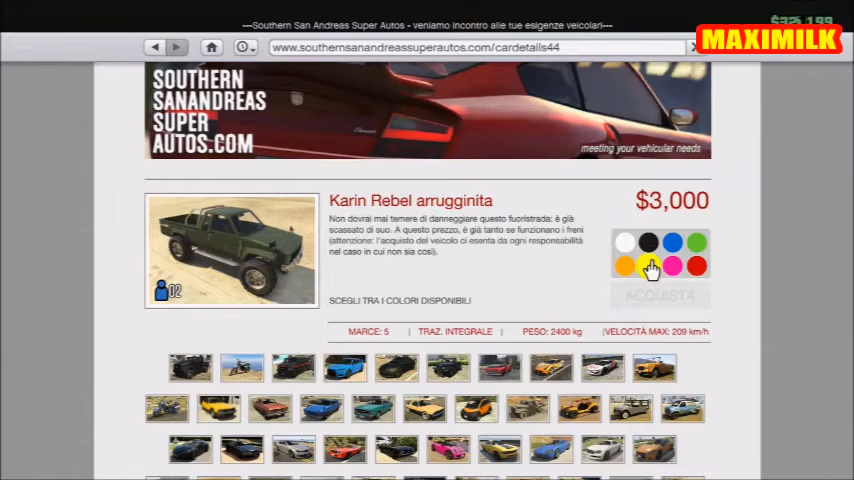 ---Southern San Andreas Super Autos - veniamo incontro alle tue esigenze veicolari---
MAXIMILK
www.southernsanandreassuperautos.com/cardetails44
SOUTHERN
SANANDREAS
SUPER
AUTOS.COM
meeting your vehicular needs
Karin Rebel arrugginita
$3,000
Non dovrai mai temere di danneggiare questo fuoristrada: è già
scassato di suo. A questo prezzo, è già tanto se funzionano i freni
(attenzione: l'acquisto del veicolo ci esenta da ogni responsabilità
nel caso in cui non sia così).
02
SCEGLI TRA I COLORI DISPONIBILI
ACQUISTA
MARCE: 5 | TRAZ. INTEGRALE | PESO: 2400 kg |VELOCITÀ MAX: 209 km/h